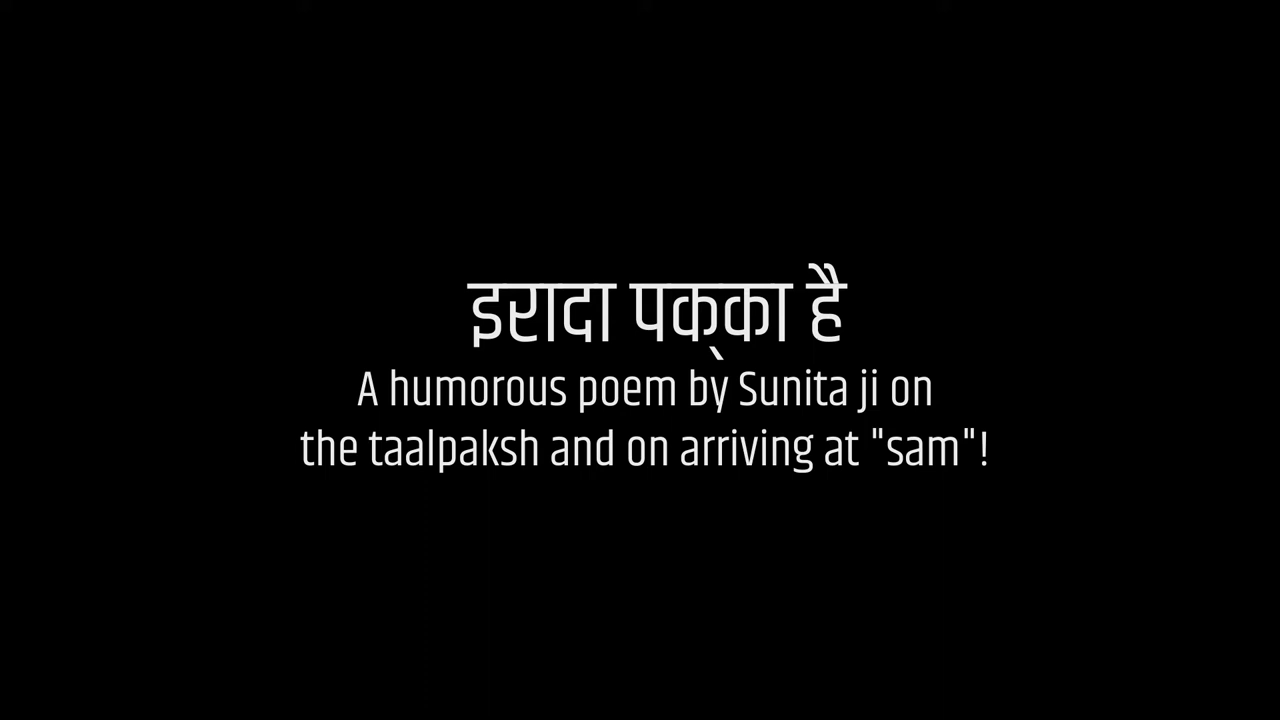 इरादा पक्‌का है
A humorous poem by Sunita ji on
the taalpaksh and on arriving at "sam"!